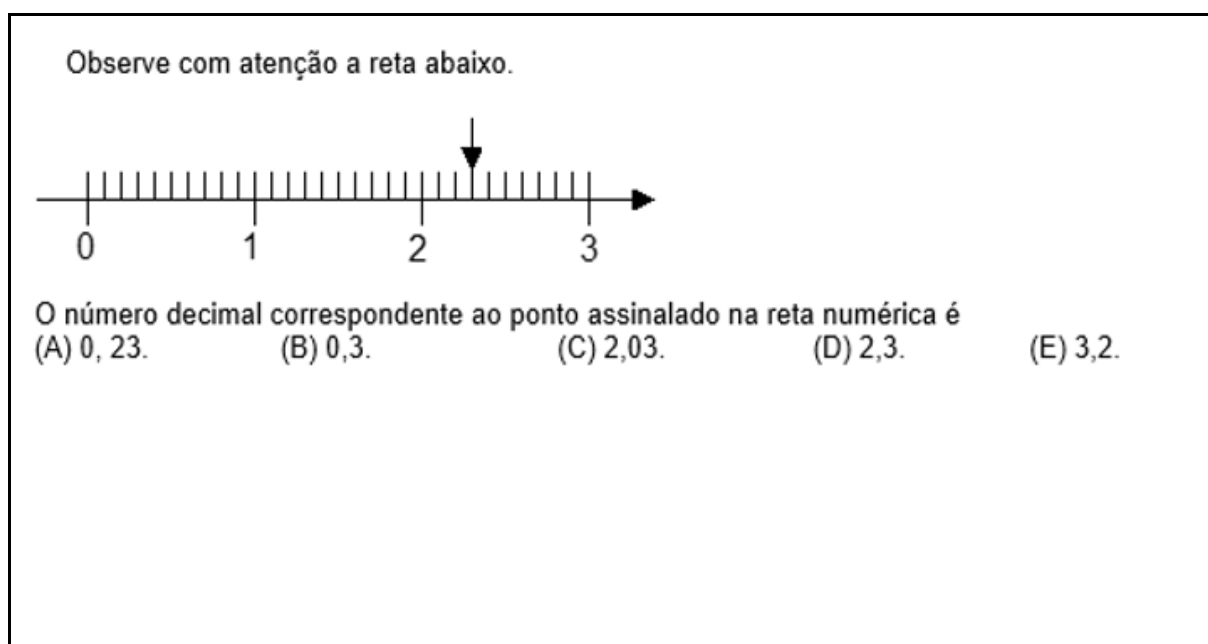 Observe com atenção a reta abaixo.
0 1 2 3
O número decimal correspondente ao ponto assinalado na reta numérica é
(A) 0, 23. (B) 0,3. (C) 2,03. (D) 2,3. (E) 3,2.